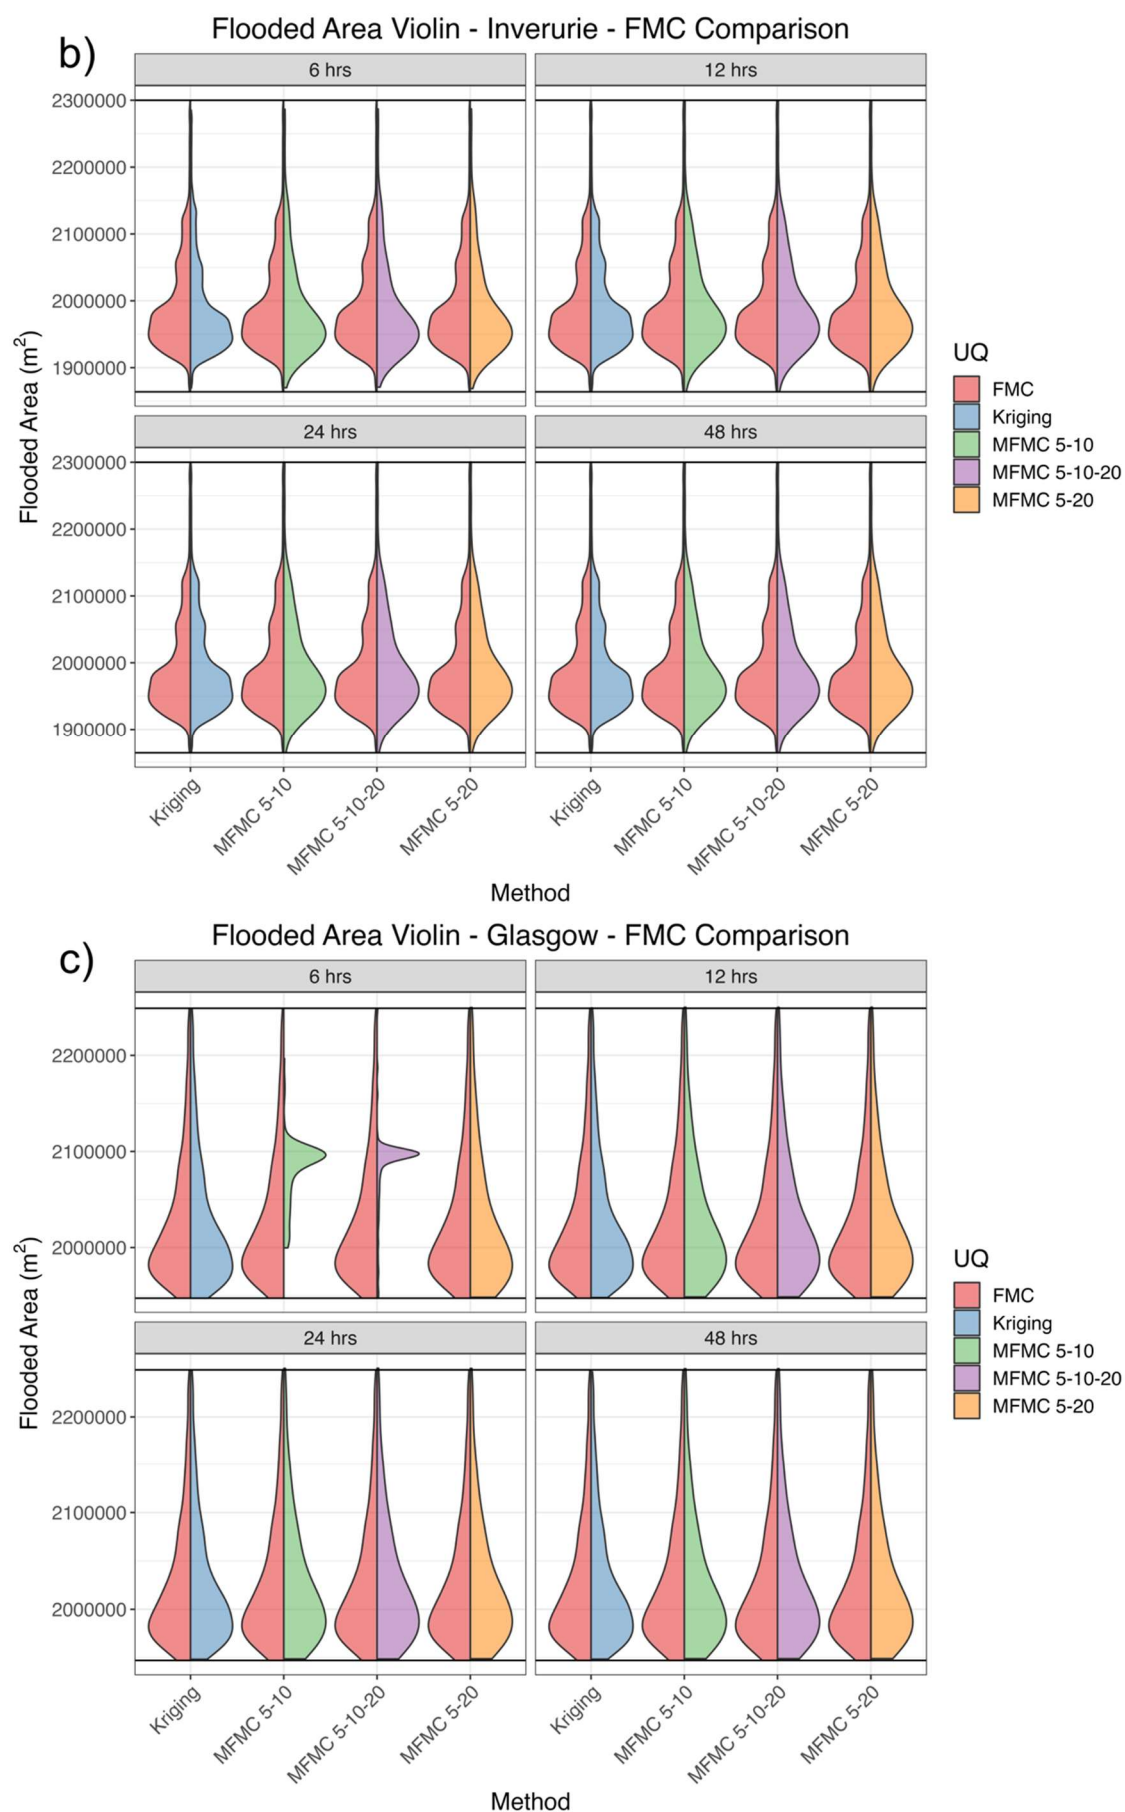 b)
Flooded Area Violin - Inverurie - FMC Comparison
6 hrs
12 hrs
2300000
2200000
2100000
2000000
1900000
24 hrs
48 hrs
2300000
2200000
2100000
2000000
1900000
Flooded Area (m²)
Kriging
MFMC 5-10
MFMC 5-10-20
MFMC 5-20
Kriging
MFMC 5-10
MFMC 5-10-20
MFMC 5-20
Method
UQ
FMC
Kriging
MFMC 5-10
MFMC 5-10-20
MFMC 5-20
c)
Flooded Area Violin - Glasgow - FMC Comparison
6 hrs
12 hrs
2200000
2100000
2000000
24 hrs
48 hrs
2200000
2100000
2000000
Flooded Area (m²)
Kriging
MFMC 5-10
MFMC 5-10-20
MFMC 5-20
Kriging
MFMC 5-10
MFMC 5-10-20
MFMC 5-20
Method
UQ
FMC
Kriging
MFMC 5-10
MFMC 5-10-20
MFMC 5-20